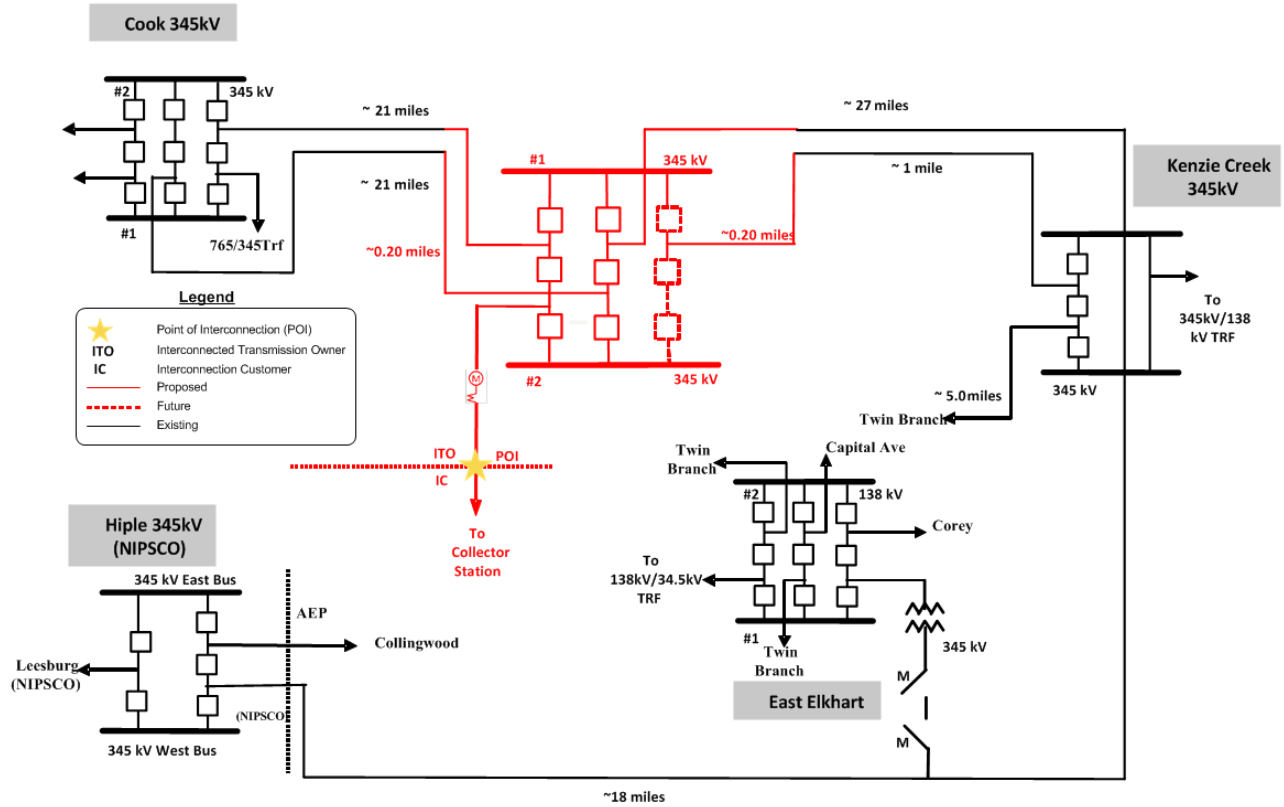 Cook 345kV
#2
345 kV
#1
765/345Trf
~ 21 miles
~ 21 miles
~0.20 miles
#1
345 kV
~ 27 miles
~ 1 mile
~0.20 miles
#2
345 kV
Kenzie Creek
345kV
To
345kV/138
kV TRF
345 kV
~ 5.0miles
Twin Branch
Legend
Point of Interconnection (POI)
ITO
Interconnected Transmission Owner
IC
Interconnection Customer
Proposed
Future
Existing
M
ITO
POI
IC
To
Collector
Station
Twin
Branch
Capital Ave
#2
138 kV
Corey
To
138kV/34.5kV
TRF
#1
Twin
Branch
345 kV
East Elkhart
M
M
Hiple 345kV
(NIPSCO)
345 kV East Bus
AEP
Collingwood
Leesburg
(NIPSCO)
(NIPSCO)
345 kV West Bus
~18 miles